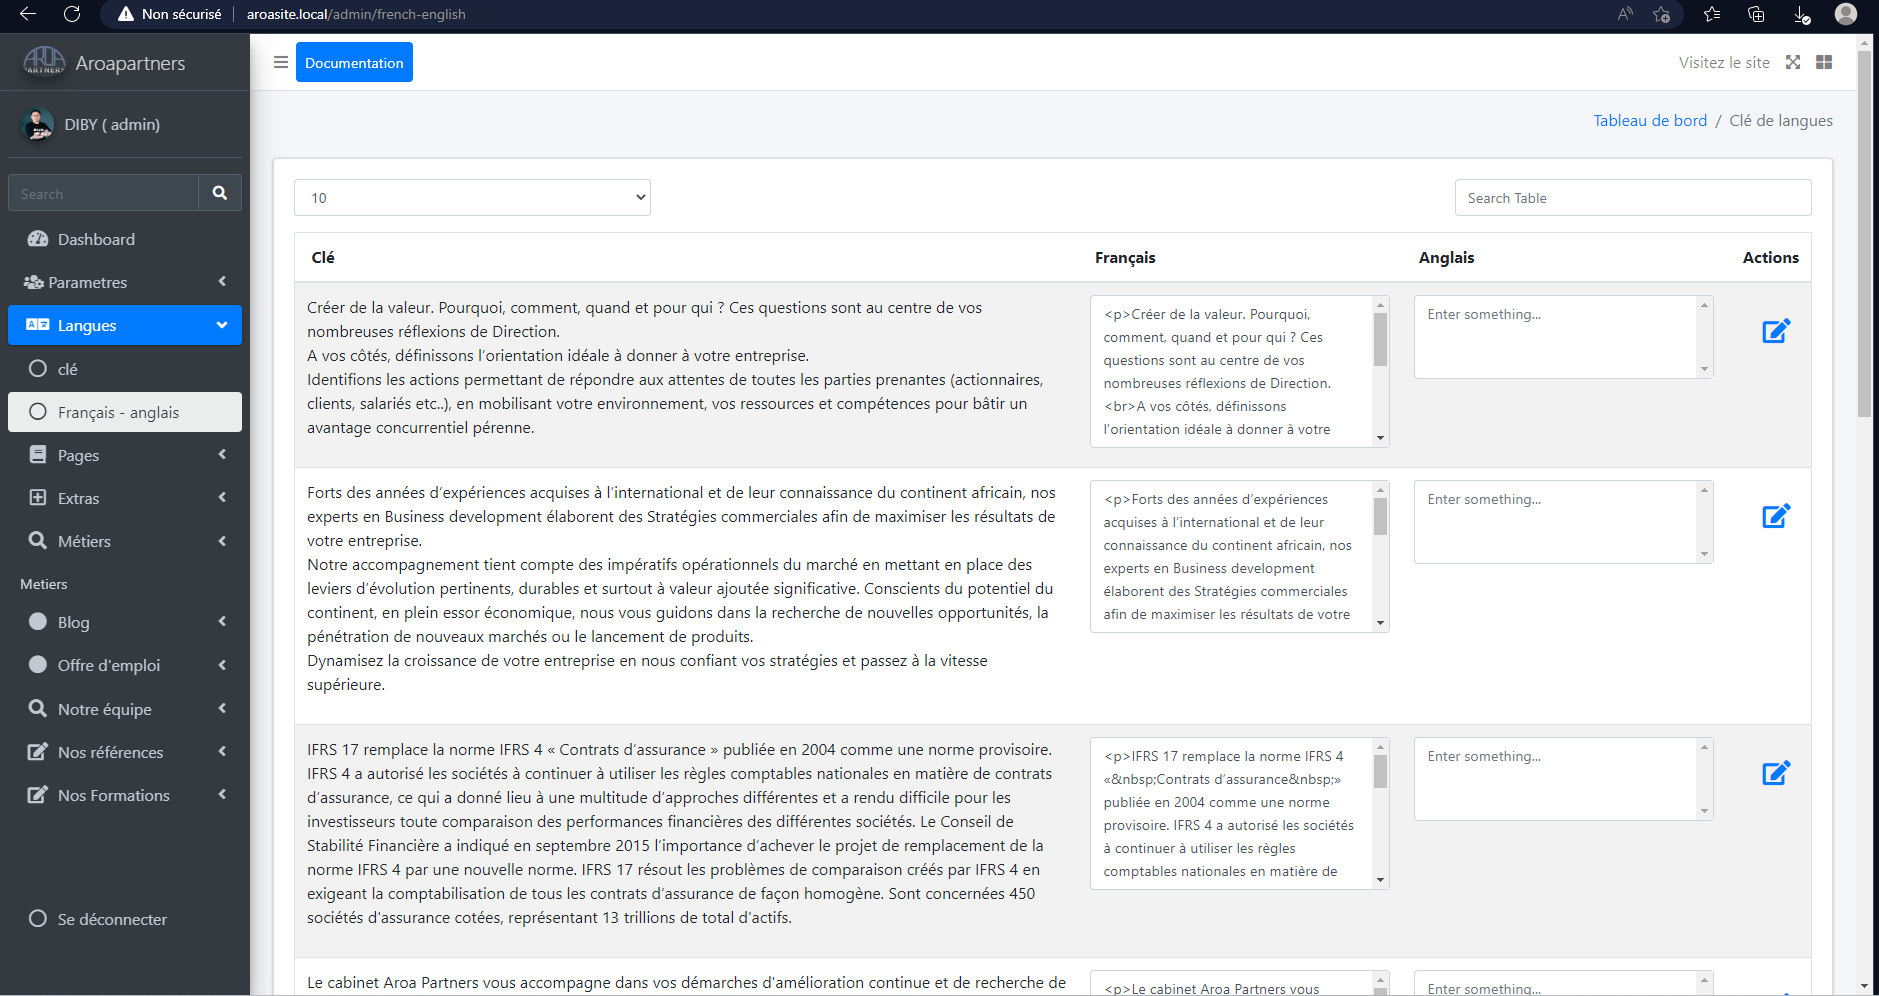 Non sécurisé
aroasite.local/admin/french-english
AROA
PARTNERS
Aroapartners
DIBY ( admin)
Search
Dashboard
Parametres
Langues
clé
Français - anglais
Pages
Extras
Métiers
Metiers
Blog
Offre d'emploi
Notre équipe
Nos références
Nos Formations
Se déconnecter
Documentation
Visitez le site
Tableau de bord / Clé de langues
10
Search Table
Clé
Français
Anglais
Actions
Créer de la valeur. Pourquoi, comment, quand et pour qui ? Ces questions sont au centre de vos
nombreuses réflexions de Direction.
A vos côtés, définissons l’orientation idéale à donner à votre entreprise.
Identifions les actions permettant de répondre aux attentes de toutes les parties prenantes (actionnaires,
clients, salariés etc..), en mobilisant votre environnement, vos ressources et compétences pour bâtir un
avantage concurrentiel pérenne.
<p>Créer de la valeur. Pourquoi,
comment, quand et pour qui ? Ces
questions sont au centre de vos
nombreuses réflexions de Direction.
<br>A vos côtés, définissons
l’orientation idéale à donner à votre
Enter something...
Forts des années d’expériences acquises à l’international et de leur connaissance du continent africain, nos
experts en Business development élaborent des Stratégies commerciales afin de maximiser les résultats de
votre entreprise.
Notre accompagnement tient compte des impératifs opérationnels du marché en mettant en place des
leviers d’évolution pertinents, durables et surtout à valeur ajoutée significative. Conscients du potentiel du
continent, en plein essor économique, nous vous guidons dans la recherche de nouvelles opportunités, la
pénétration de nouveaux marchés ou le lancement de produits.
Dynamisez la croissance de votre entreprise en nous confiant vos stratégies et passez à la vitesse
supérieure.
<p>Forts des années d’expériences
acquises à l’international et de leur
connaissance du continent africain, nos
experts en Business development
élaborent des Stratégies commerciales
afin de maximiser les résultats de votre
Enter something...
IFRS 17 remplace la norme IFRS 4 « Contrats d’assurance » publiée en 2004 comme une norme provisoire.
IFRS 4 a autorisé les sociétés à continuer à utiliser les règles comptables nationales en matière de contrats
d’assurance, ce qui a donné lieu à une multitude d’approches différentes et a rendu difficile pour les
investisseurs toute comparaison des performances financières des différentes sociétés. Le Conseil de
Stabilité Financière a indiqué en septembre 2015 l’importance d’achever le projet de remplacement de la
norme IFRS 4 par une nouvelle norme. IFRS 17 résout les problèmes de comparaison créés par IFRS 4 en
exigeant la comptabilisation de tous les contrats d’assurance de façon homogène. Sont concernées 450
sociétés d'assurance cotées, représentant 13 trillions de total d'actifs.
<p>IFRS 17 remplace la norme IFRS 4
«&nbsp;Contrats d’assurance&nbsp;»
publiée en 2004 comme une norme
provisoire. IFRS 4 a autorisé les sociétés
à continuer à utiliser les règles
comptables nationales en matière de
Enter something...
Le cabinet Aroa Partners vous accompagne dans vos démarches d'amélioration continue et de recherche de
<p>Le cabinet Aroa Partners vous
Enter something...